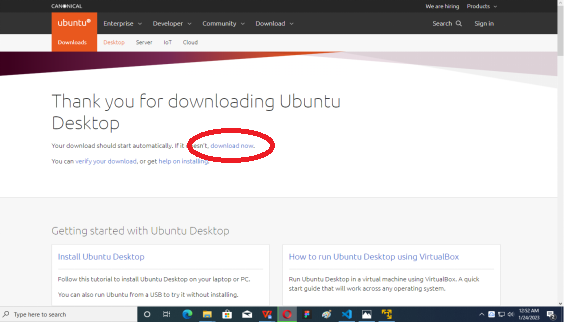 CANONICAL
We are hiring Products
ubuntu
Enterprise Developer Community Download Search Sign in
Downloads Desktop Server IoT Cloud
Thank you for downloading Ubuntu
Desktop
Your download should start automatically. If it doesn't, download now.
You can verify your download, or get help on installing.
Getting started with Ubuntu Desktop
Install Ubuntu Desktop
Follow this tutorial to install Ubuntu Desktop on your laptop or PC.
You can also run Ubuntu from a USB to try it without installing.
How to run Ubuntu Desktop using VirtualBox
Run Ubuntu Desktop in a virtual machine using VirtualBox. A quick
start guide that will work across any operating system.
Type here to search
12:52 AM
1/24/2023